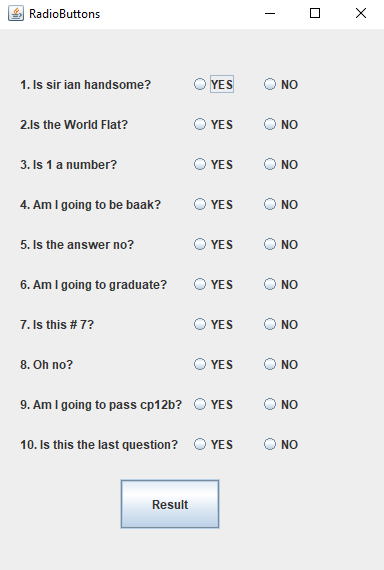 RadioButtons
1. Is sir ian handsome? YES NO
2.Is the World Flat? YES NO
3. Is 1 a number? YES NO
4. Am I going to be baak? YES NO
5. Is the answer no? YES NO
6. Am I going to graduate? YES NO
7. Is this # 7? YES NO
8. Oh no? YES NO
9. Am I going to pass cp12b? YES NO
10. Is this the last question? YES NO
Result